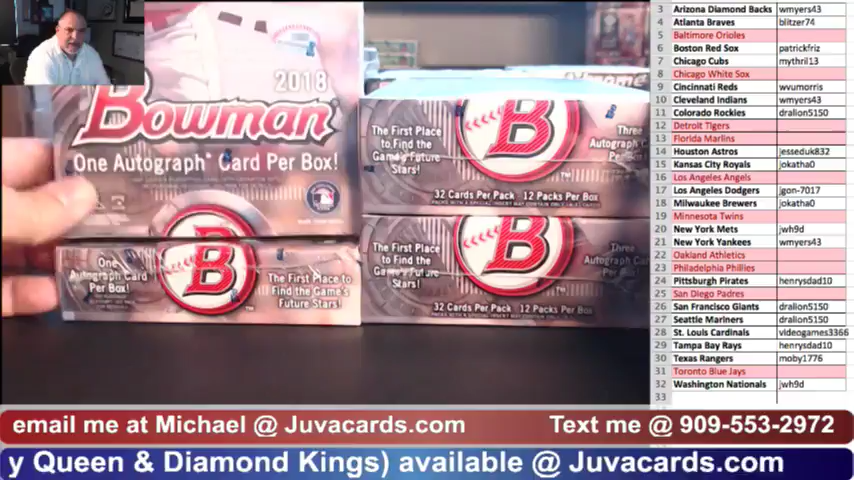 2018
Bowman
One Autograph* Card Per Box!
B
One
Autograph Card
Per Box!
The First Place to
Find the Game's
Future Stars!
The First Place
to Find the
Game's Future
Stars!
B
Three
32 Cards Per Pack 12 Packs Per Box
The First Place
to Find the
Game's Future
Stars!
B
Three
Autograph Card
32 Cards Per Pack 12 Packs Per Box
3 Arizona Diamond Backs wmyers43
4 Atlanta Braves blitzer74
5 Baltimore Orioles
6 Boston Red Sox patrickfriz
7 Chicago Cubs mythril13
8 Chicago White Sox
9 Cincinnati Reds wvumorris
10 Cleveland Indians wmyers43
11 Colorado Rockies dralion5150
12 Detroit Tigers
13 Florida Marlins
14 Houston Astros jesseduk832
15 Kansas City Royals jokatha0
16 Los Angeles Angels
17 Los Angeles Dodgers jgon-7017
18 Milwaukee Brewers jokatha0
19 Minnesota Twins
20 New York Mets jwh9d
21 New York Yankees wmyers43
22 Oakland Athletics
23 Philadelphia Phillies
24 Pittsburgh Pirates henrysdad10
25 San Diego Padres
26 San Francisco Giants dralion5150
27 Seattle Mariners dralion5150
28 St. Louis Cardinals videogames3366
29 Tampa Bay Rays henrysdad10
30 Texas Rangers moby1776
31 Toronto Blue Jays
32 Washington Nationals jwh9d
33
email me at Michael @ Juvacards.com Text me @ 909-553-2972
y Queen & Diamond Kings) available @ Juvacards.com